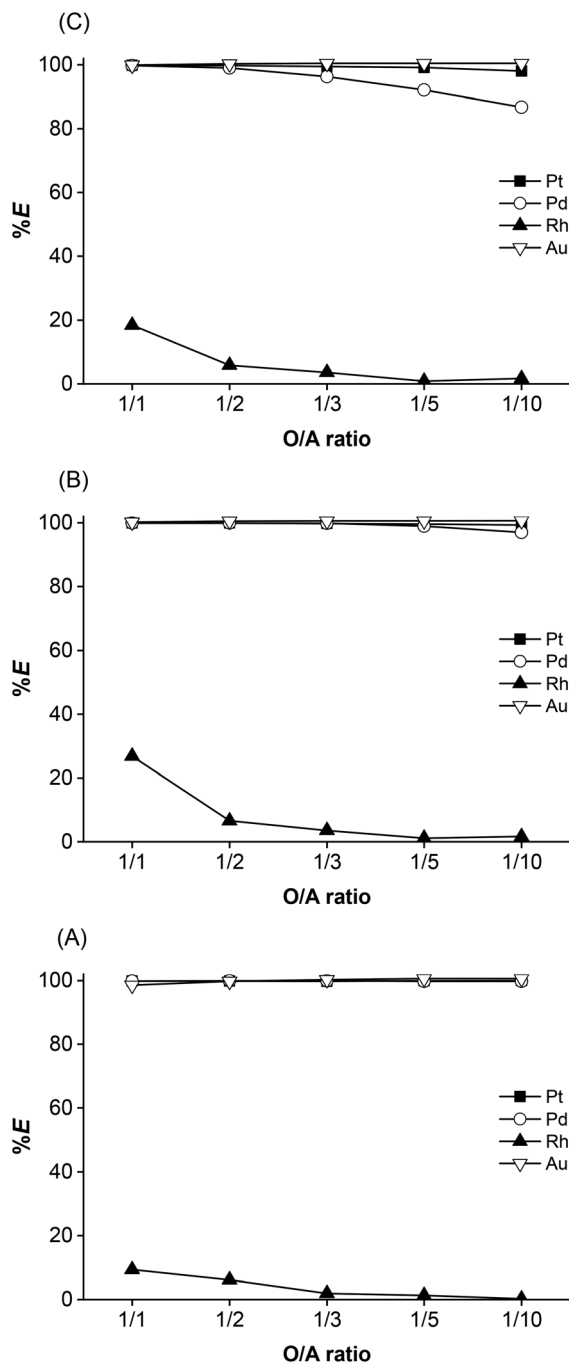 (C)
100
80
60
40
20
0
%E
Pt
Pd
Rh
Au
1/1 1/2 1/3 1/5 1/10
O/A ratio
(B)
100
80
60
40
20
0
%E
Pt
Pd
Rh
Au
1/1 1/2 1/3 1/5 1/10
O/A ratio
(A)
100
80
60
40
20
0
%E
Pt
Pd
Rh
Au
1/1 1/2 1/3 1/5 1/10
O/A ratio